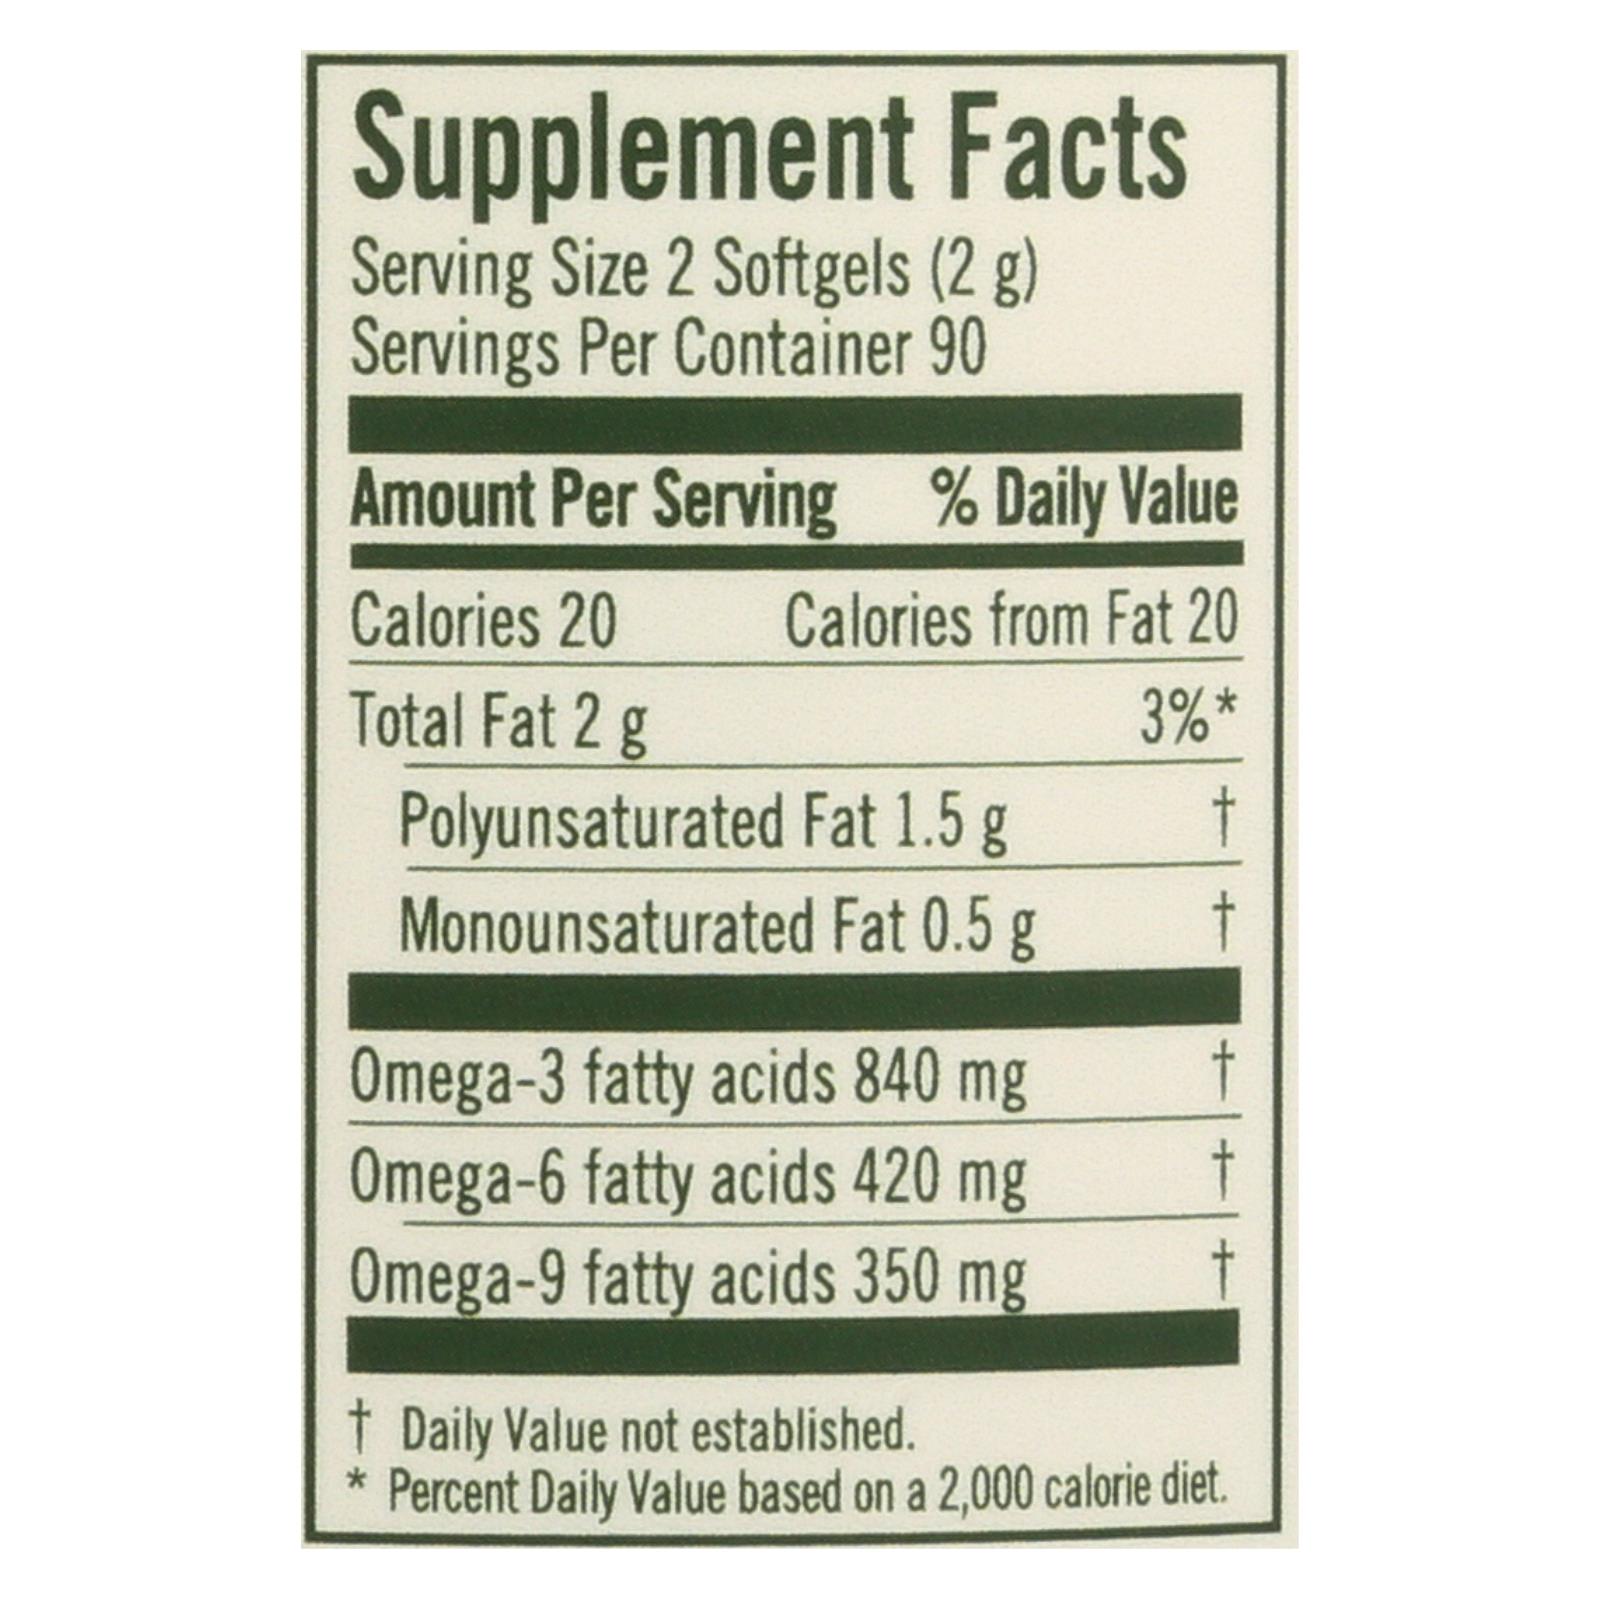 Supplement Facts
Serving Size 2 Softgels (2 g)
Servings Per Container 90
Amount Per Serving % Daily Value
Calories 20 Calories from Fat 20
Total Fat 2 g 3%*
Polyunsaturated Fat 1.5 g †
Monounsaturated Fat 0.5 g †
Omega-3 fatty acids 840 mg †
Omega-6 fatty acids 420 mg †
Omega-9 fatty acids 350 mg †
† Daily Value not established.
* Percent Daily Value based on a 2,000 calorie diet.